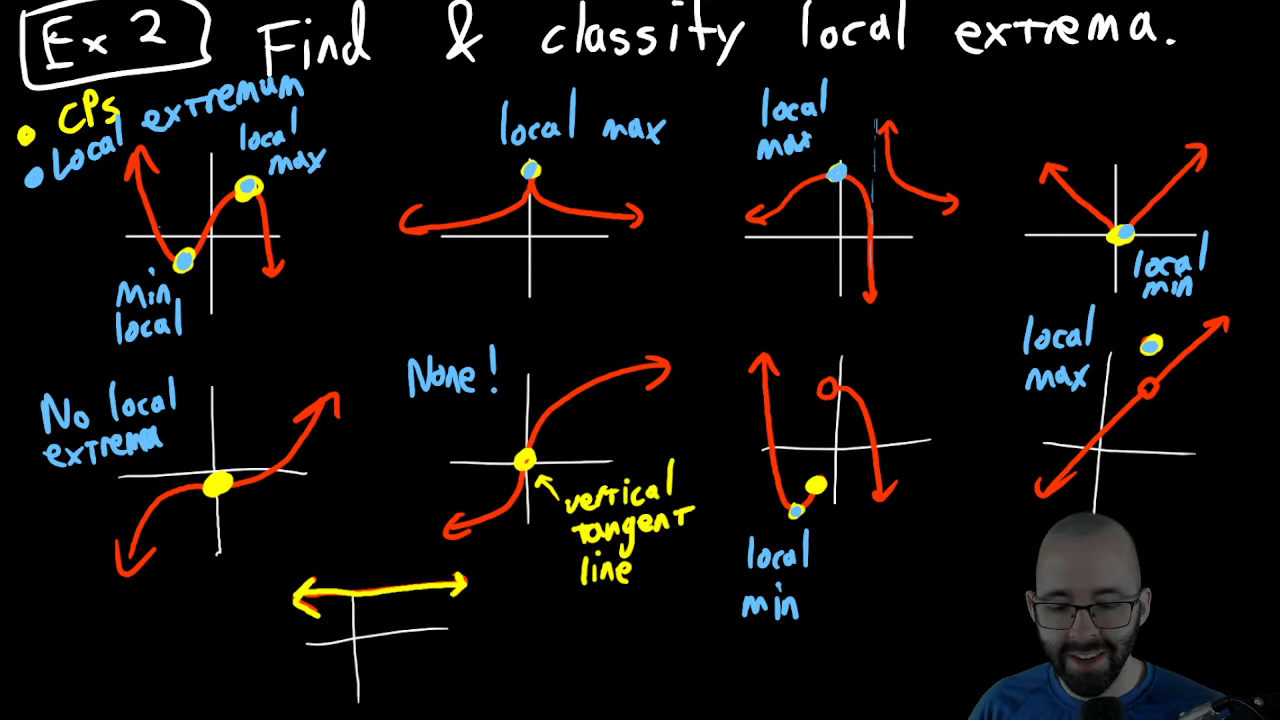 Ex 2 Find & classify local extrema.
CPs
Local extremum
local
max
Min
local
local max
local
max
local
min
No local
extrema
None!
vertical
tangent
line
local
min
local
max